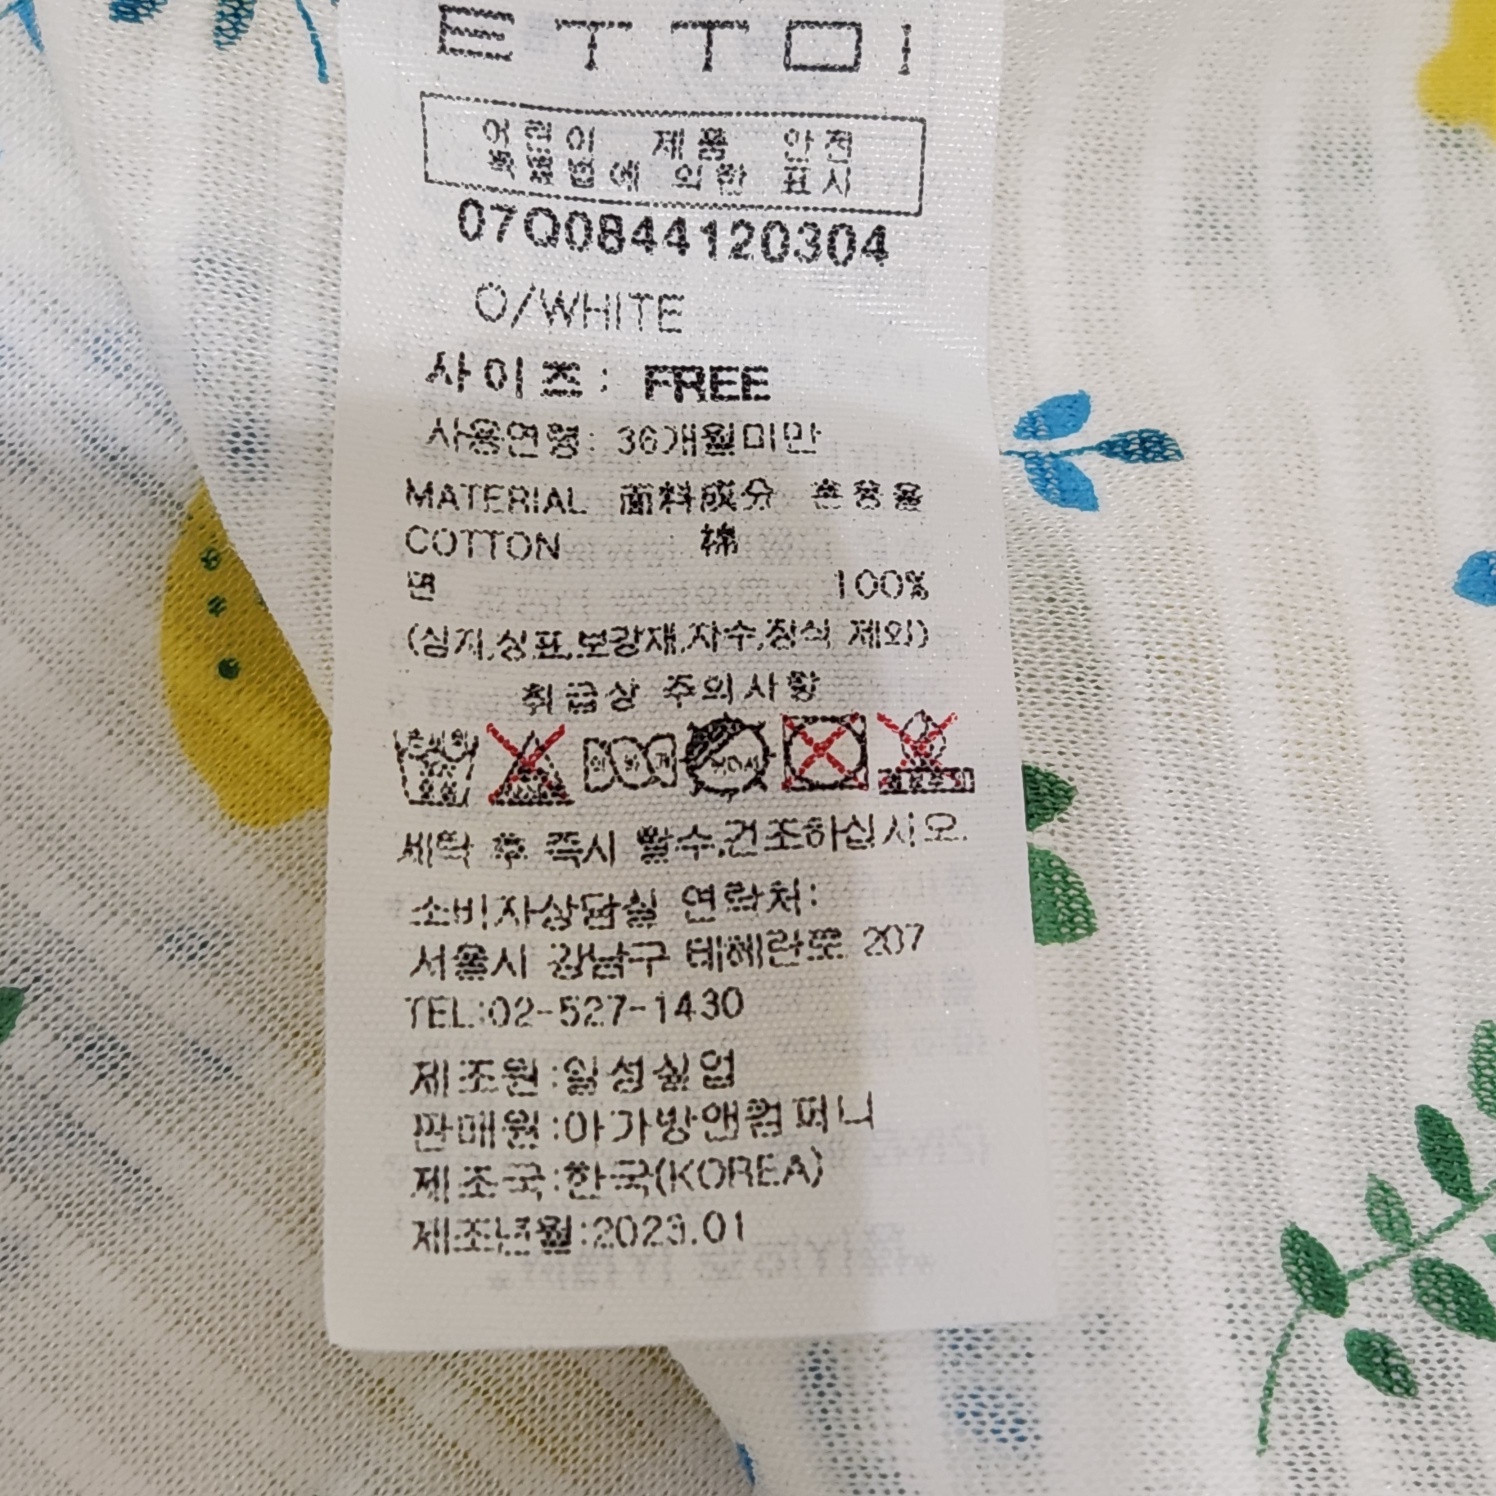 ETTOI
어린이 제품 안전
특별법에 의한 표시
07Q0844120304
O/WHITE
사이즈: FREE
사용연령: 36개월미만
MATERIAL 面料成分 혼용율
COTTON 棉
면 100%
(심지,상표,보강재,자수,장식 제외)
취급상 주의사항
세탁 후 즉시 탈수,건조하십시오.
소비자상담실 연락처:
서울시 강남구 테헤란로 207
TEL:02-527-1430
제조원:일성실업
판매원:아가방앤컴퍼니
제조국:한국(KOREA)
제조년월:2023.01